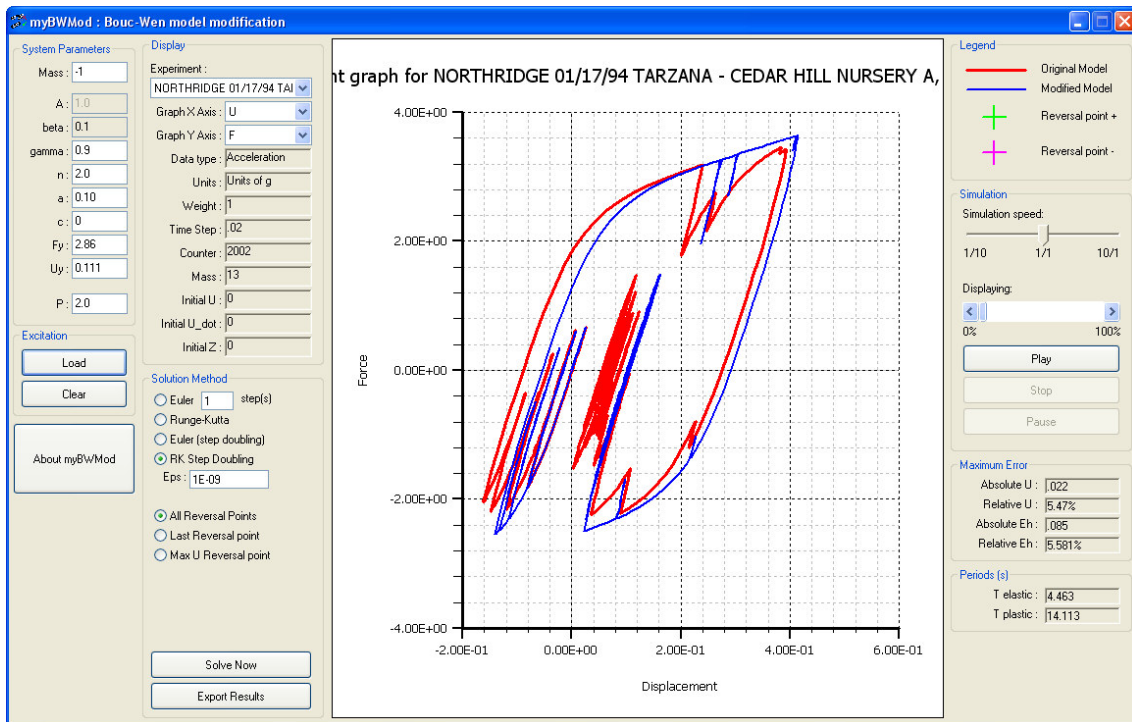 myBWMod : Bouc-Wen model modification
System Parameters
Mass : -1
A : 1.0
beta : 0.1
gamma : 0.9
n : 2.0
a : 0.10
c : 0
Fy : 2.86
Uy : 0.111
P : 2.0
Excitation
Load
Clear
About myBWMod
Display
Experiment :
NORTHRIDGE 01/17/94 TAI
Graph X Axis : U
Graph Y Axis : F
Data type : Acceleration
Units : Units of g
Weight : 1
Time Step : .02
Counter : 2002
Mass : 13
Initial U : 0
Initial U_dot : 0
Initial Z : 0
Solution Method
Euler 1 step(s)
Runge-Kutta
Euler (step doubling)
RK Step Doubling
Eps : 1E-09
All Reversal Points
Last Reversal point
Max U Reversal point
Solve Now
Export Results
nt graph for NORTHRIDGE 01/17/94 TARZANA - CEDAR HILL NURSERY A,
4.00E+00
2.00E+00
0.00E+00
-2.00E+00
-4.00E+00
Force
-2.00E-01 0.00E+00 2.00E-01 4.00E-01 6.00E-01
Displacement
Legend
Original Model
Modified Model
Reversal point +
Reversal point -
Simulation
Simulation speed:
1/10 1/1 10/1
Displaying:
0% 100%
Play
Stop
Pause
Maximum Error
Absolute U : .022
Relative U : 5.47%
Absolute Eh : .085
Relative Eh : 5.581%
Periods (s)
T elastic : 4.463
T plastic : 14.113